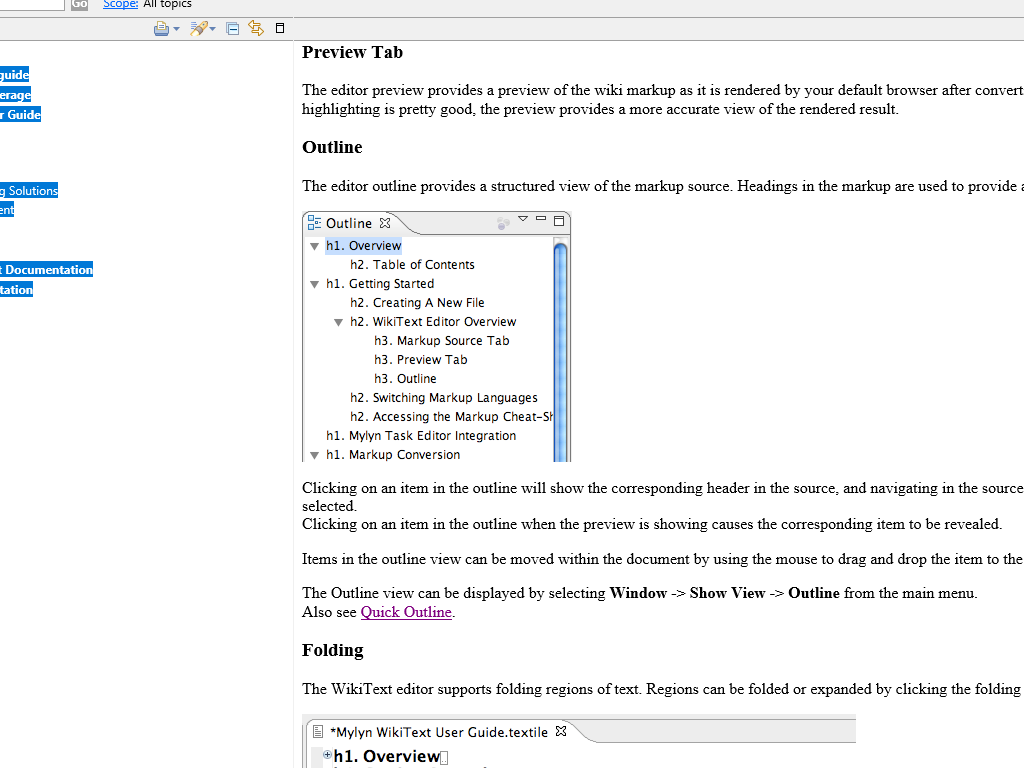 Go Scope: All topics
guide
erage
r Guide
g Solutions
ent
t Documentation
tation
Preview Tab
The editor preview provides a preview of the wiki markup as it is rendered by your default browser after convert
highlighting is pretty good, the preview provides a more accurate view of the rendered result.
Outline
The editor outline provides a structured view of the markup source. Headings in the markup are used to provide a
Outline
h1. Overview
h2. Table of Contents
h1. Getting Started
h2. Creating A New File
h2. WikiText Editor Overview
h3. Markup Source Tab
h3. Preview Tab
h3. Outline
h2. Switching Markup Languages
h2. Accessing the Markup Cheat-Sh
h1. Mylyn Task Editor Integration
h1. Markup Conversion
Clicking on an item in the outline will show the corresponding header in the source, and navigating in the source
selected.
Clicking on an item in the outline when the preview is showing causes the corresponding item to be revealed.
Items in the outline view can be moved within the document by using the mouse to drag and drop the item to the
The Outline view can be displayed by selecting Window -> Show View -> Outline from the main menu.
Also see Quick Outline.
Folding
The WikiText editor supports folding regions of text. Regions can be folded or expanded by clicking the folding
*Mylyn WikiText User Guide.textile
h1. Overview